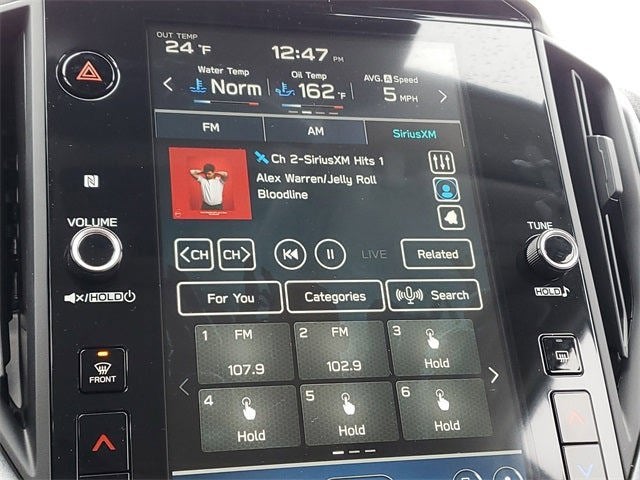 OUT TEMP
24 °F
12:47 PM
Water Temp
Norm
Oil Temp
162 °F
AVG. A Speed
5 MPH
FM
AM
SiriusXM
Ch 2-SiriusXM Hits 1
Alex Warren/Jelly Roll
Bloodline
VOLUME
TUNE
<CH
CH>
LIVE
Related
/HOLD
HOLD
For You
Categories
Search
1 FM
107.9
2 FM
102.9
3
Hold
FRONT
4
Hold
5
Hold
6
Hold